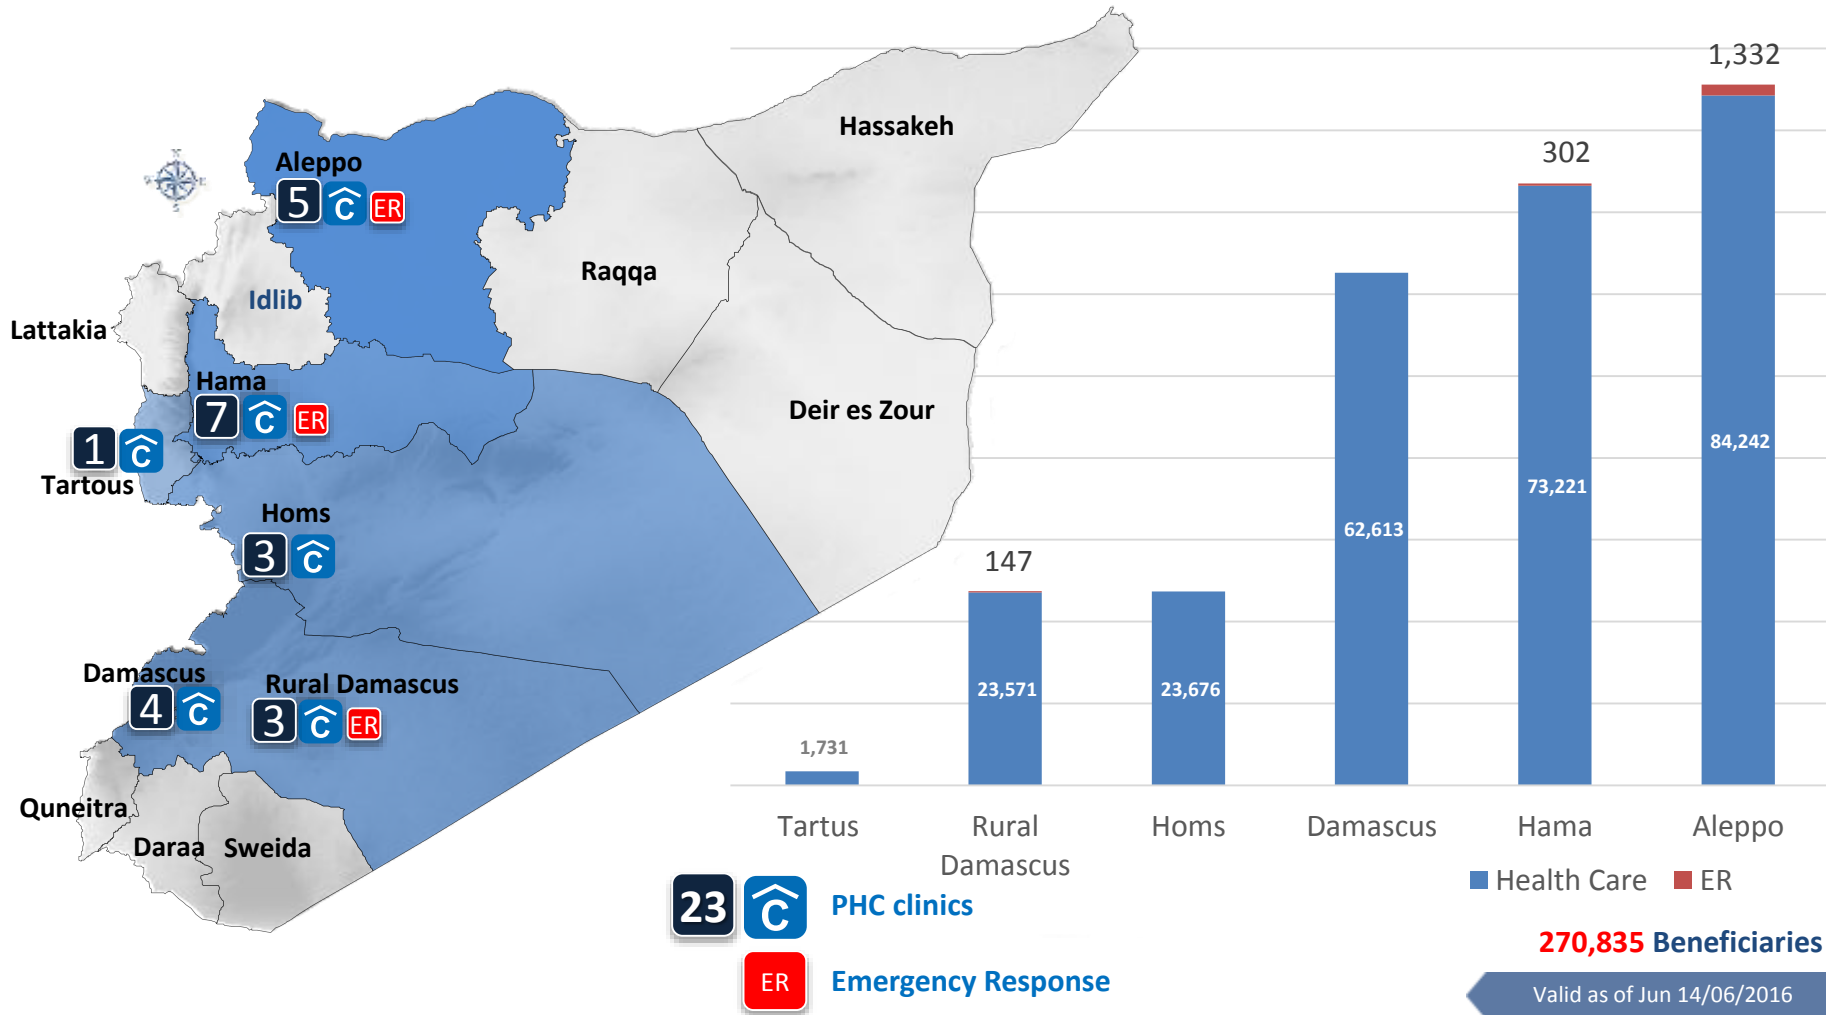 Hassakeh
Aleppo
5 C ER
Raqqa
Idlib
Lattakia
Hama
7 C ER
Deir es Zour
1 C
Tartous
Homs
3 C
Damascus
4 C
Rural Damascus
3 C ER
Quneitra
Daraa
Sweida
1,332
302
84,242
73,221
62,613
147
23,571
23,676
1,731
Tartus
Rural
Damascus
Homs
Damascus
Hama
Aleppo
Health Care
ER
23 C PHC clinics
ER Emergency Response
270,835 Beneficiaries
Valid as of Jun 14/06/2016